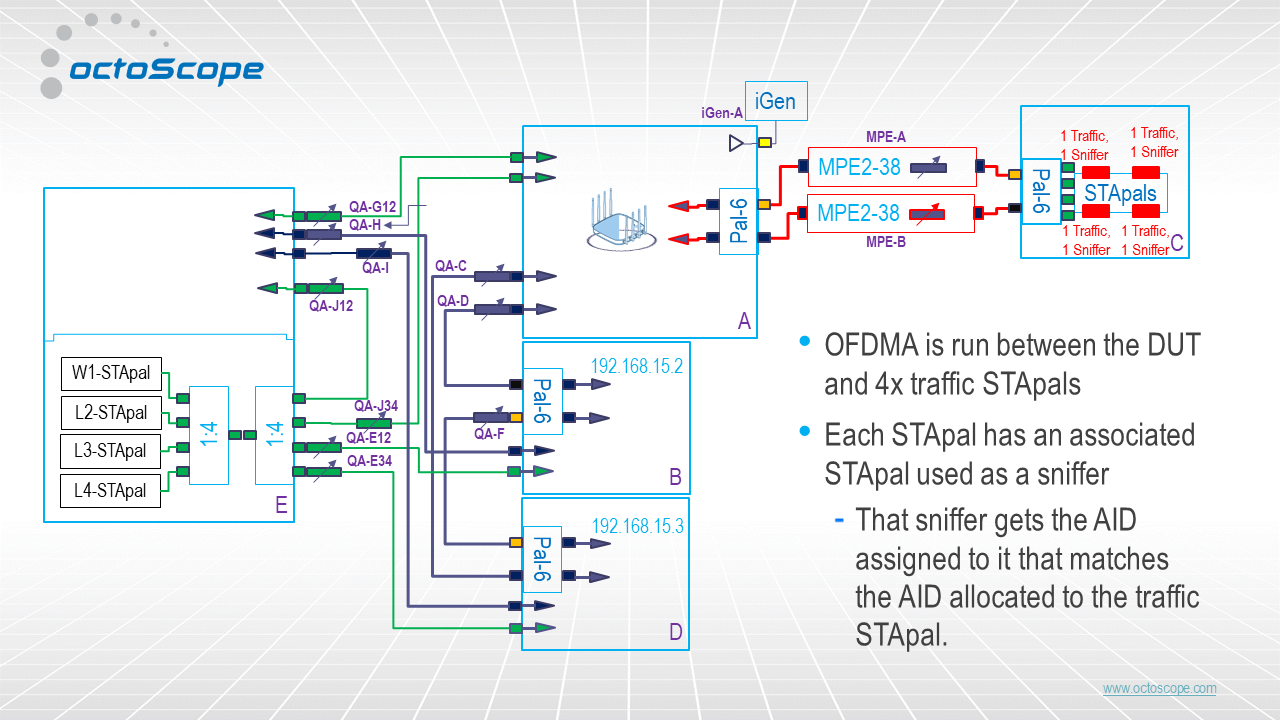 octoScope
iGen
iGen-A
MPE-A
MPE2-38
MPE2-38
MPE-B
1 Traffic,
1 Sniffer
1 Traffic,
1 Sniffer
Pal-6
STApals
1 Traffic,
1 Sniffer
1 Traffic,
1 Sniffer
C
Pal-6
A
QA-G12
QA-H
QA-I
QA-J12
QA-C
QA-D
W1-STApal
L2-STApal
L3-STApal
L4-STApal
1:4
1:4
E
QA-J34
QA-E12
QA-E34
QA-F
192.168.15.2
Pal-6
B
192.168.15.3
Pal-6
D
• OFDMA is run between the DUT
and 4x traffic STApals
• Each STApal has an associated
STApal used as a sniffer
- That sniffer gets the AID
assigned to it that matches
the AID allocated to the traffic
STApal.
www.octoscope.com